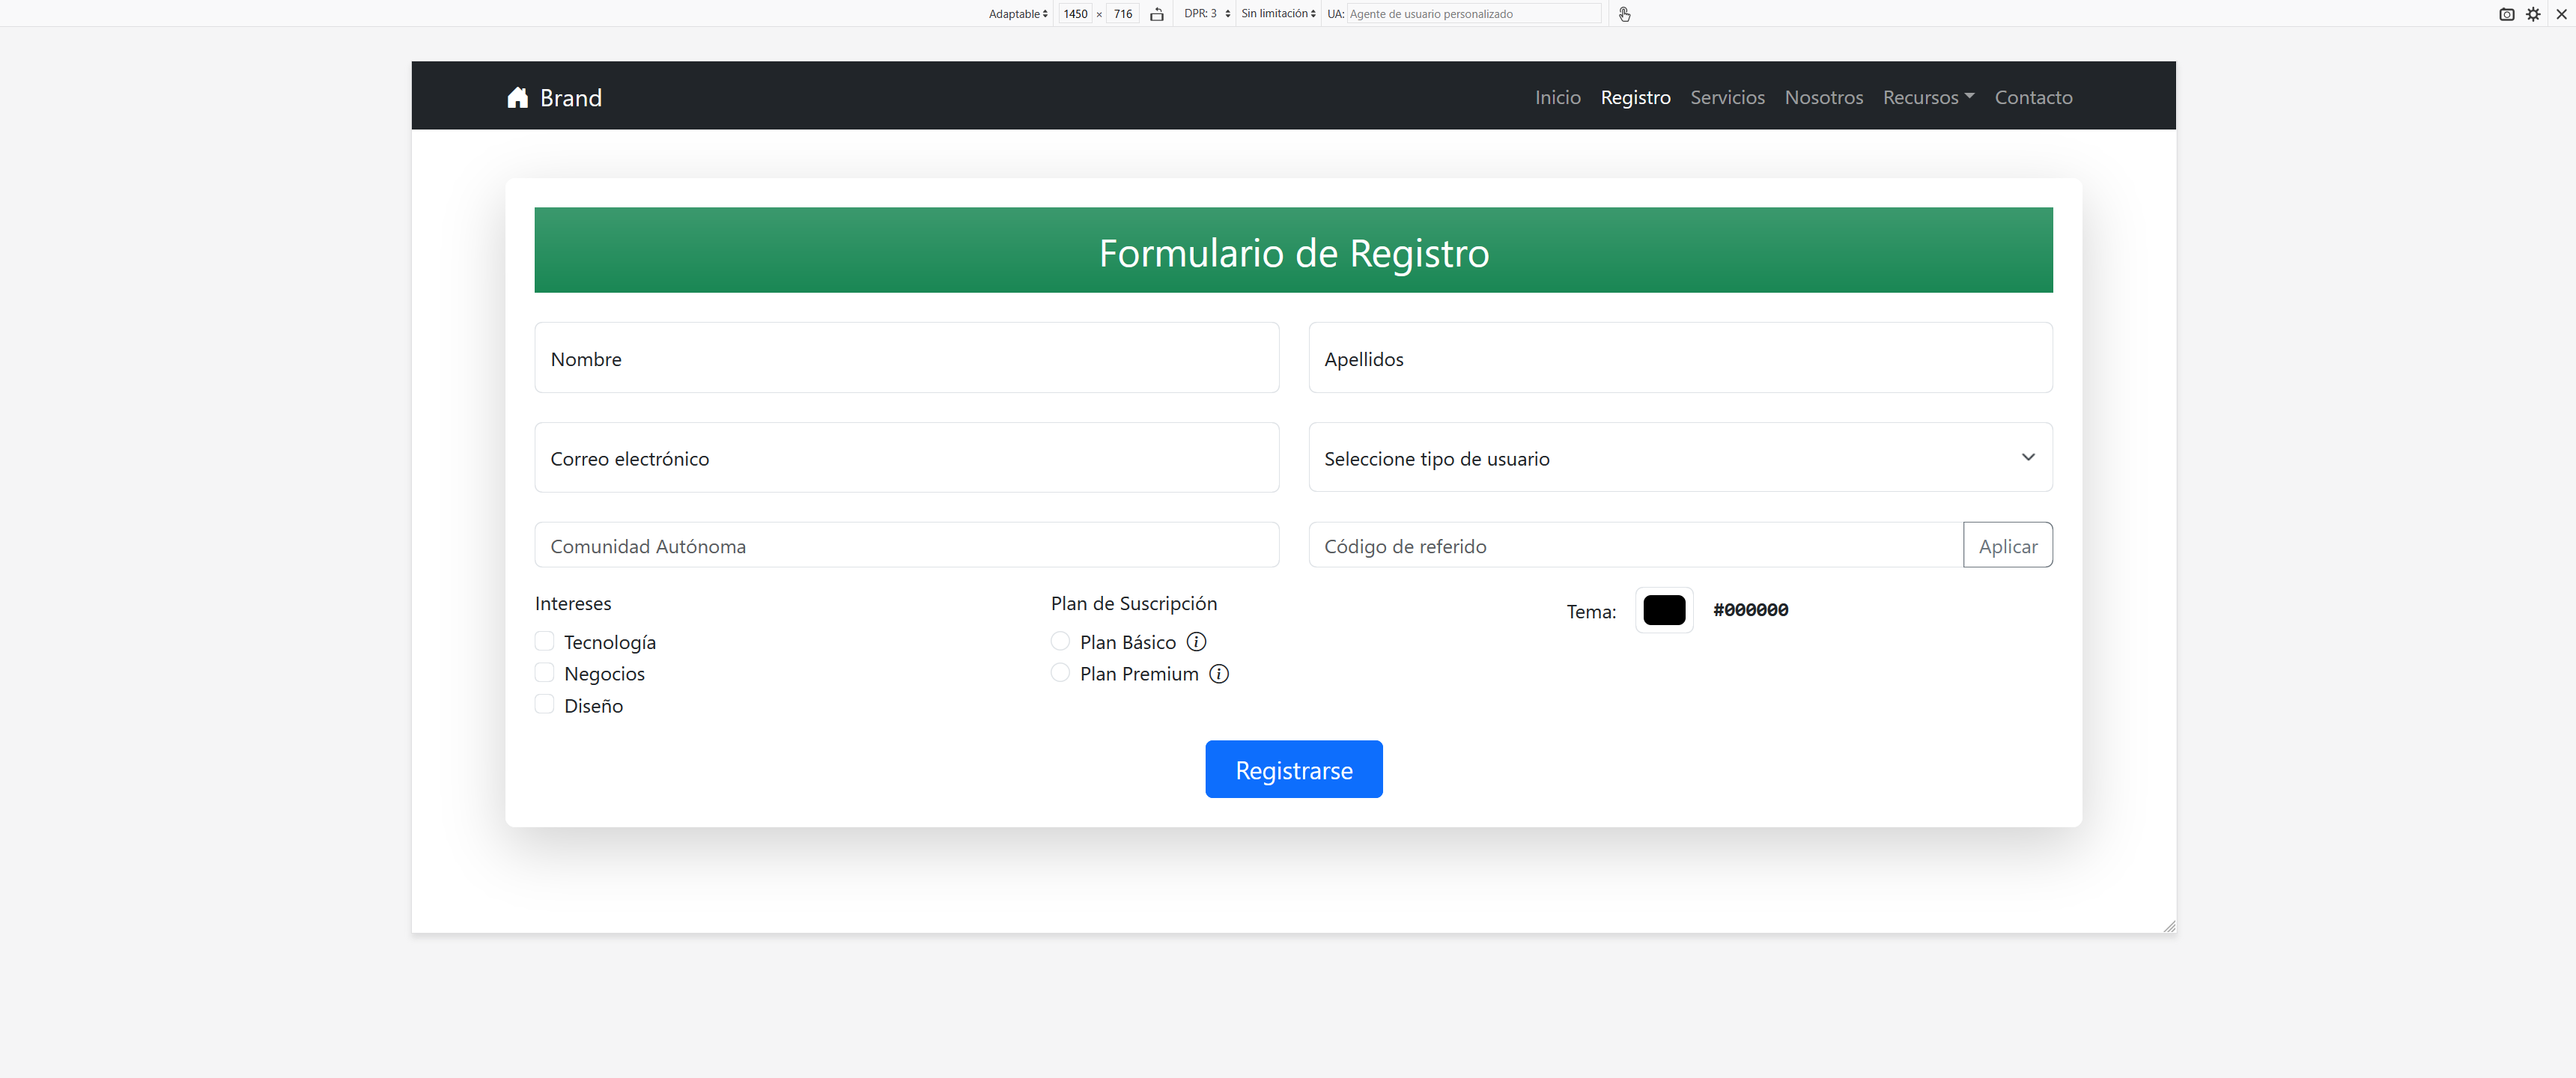 Adaptable 1450 × 716 DPR: 3 Sin limitación UA: Agente de usuario personalizado
Brand Inicio Registro Servicios Nosotros Recursos Contacto
Formulario de Registro
Nombre Apellidos
Correo electrónico Seleccione tipo de usuario
Comunidad Autónoma Código de referido Aplicar
Intereses Plan de Suscripción Tema: #000000
Tecnología Plan Básico
Negocios Plan Premium
Diseño
Registrarse